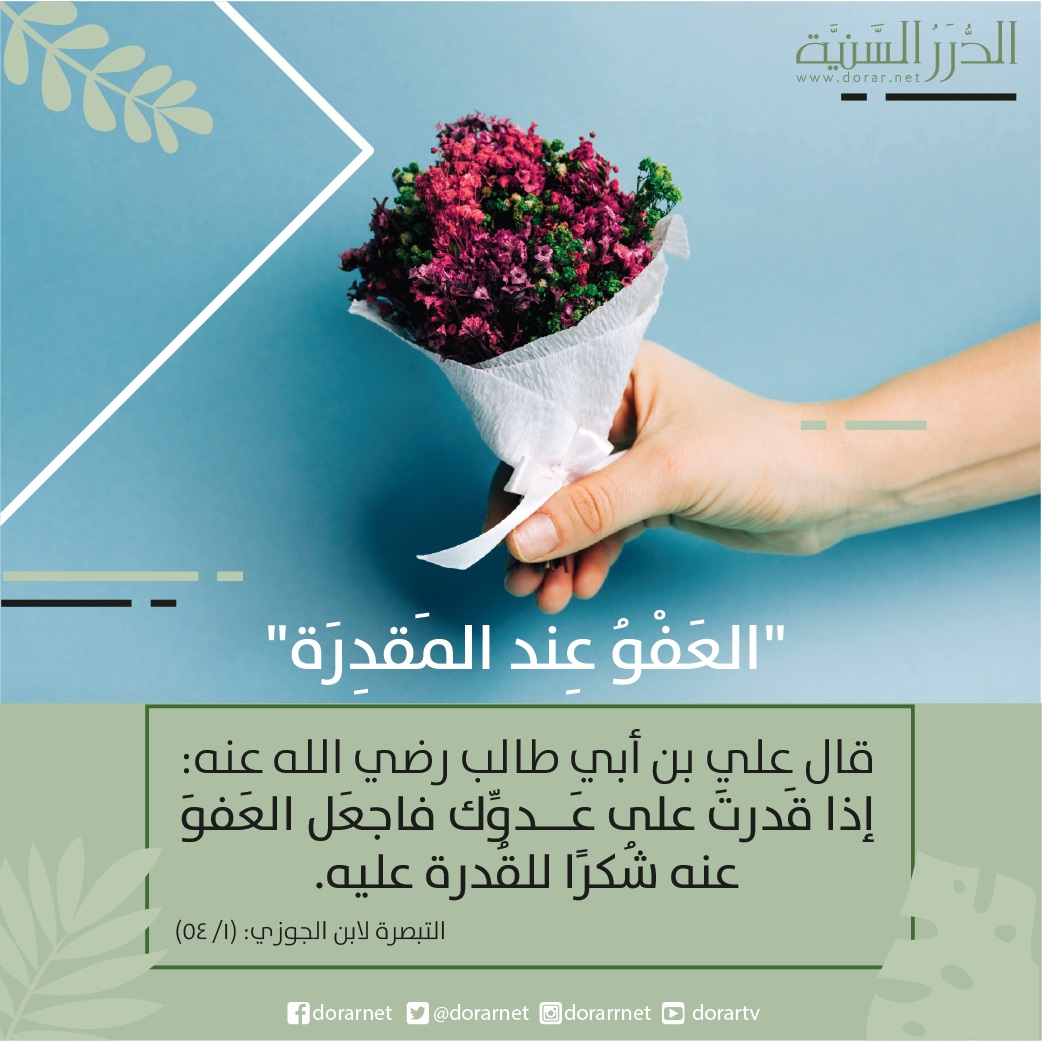 الدُّرَرُ السَّنِيَّة
www.dorar.net
"العَفْوُ عِند المَقدِرَة"
قال علي بن أبي طالب رضي الله عنه:
إذا قَدرتَ على عَـــدوِّك فاجعَل العَفوَ
عنه شُكرًا للقُدرة عليه.
التبصرة لابن الجوزي: (١/ ٥٤)
dorarnet @dorarnet dorarrnet dorartv